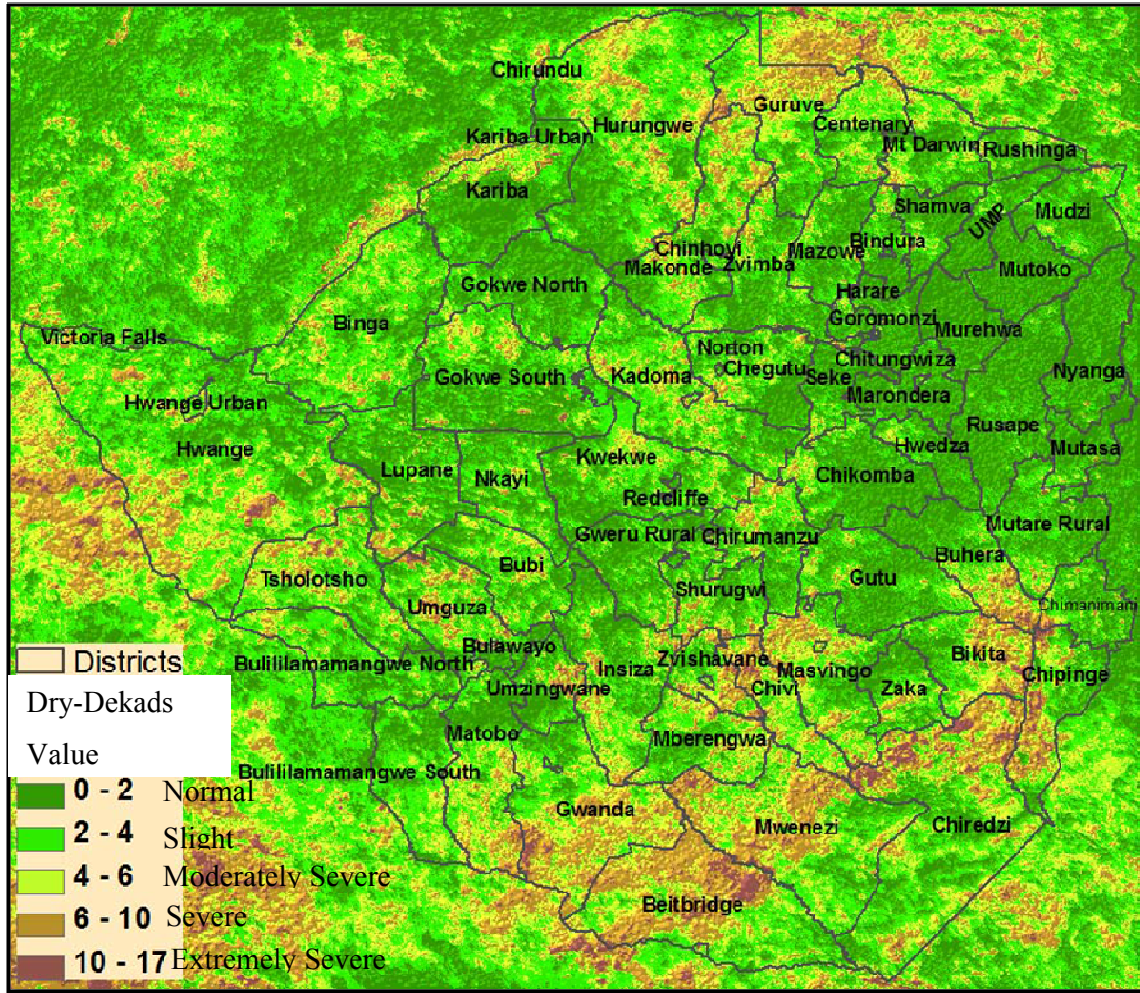 Chirundu
Guruve
Hurungwe
Centenary
Kariba Urban
Mt Darwin
Rushinga
Kariba
Shamva
UMP
Mudzi
Chinhoyi
Mazowe
Bindura
Makonde
Zvimba
Mutoko
Gokwe North
Harare
Binga
Goromonzi
Murehwa
Victoria Falls
Norton
Chitungwiza
Gokwe South
Kadoma
Chegutu
Seke
Nyanga
Hwange Urban
Marondera
Rusape
Hwange
Hwedza
Mutasa
Lupane
Nkayi
Kwekwe
Chikomba
Redcliffe
Mutare Rural
Gweru Rural
Chirumanzu
Bubi
Buhera
Tsholotsho
Gutu
Shurugwi
Umguza
Chimanimani
Bulawayo
Bulililamamangwe North
Insiza
Zvishavane
Masvingo
Bikita
Chipinge
Umzingwane
Chivi
Zaka
Matobo
Mberengwa
Bulililamamangwe South
Gwanda
Mwenezi
Chiredzi
Beitbridge
Districts
Dry-Dekads
Value
0 - 2 Normal
2 - 4 Slight
4 - 6 Moderately Severe
6 - 10 Severe
10 - 17 Extremely Severe